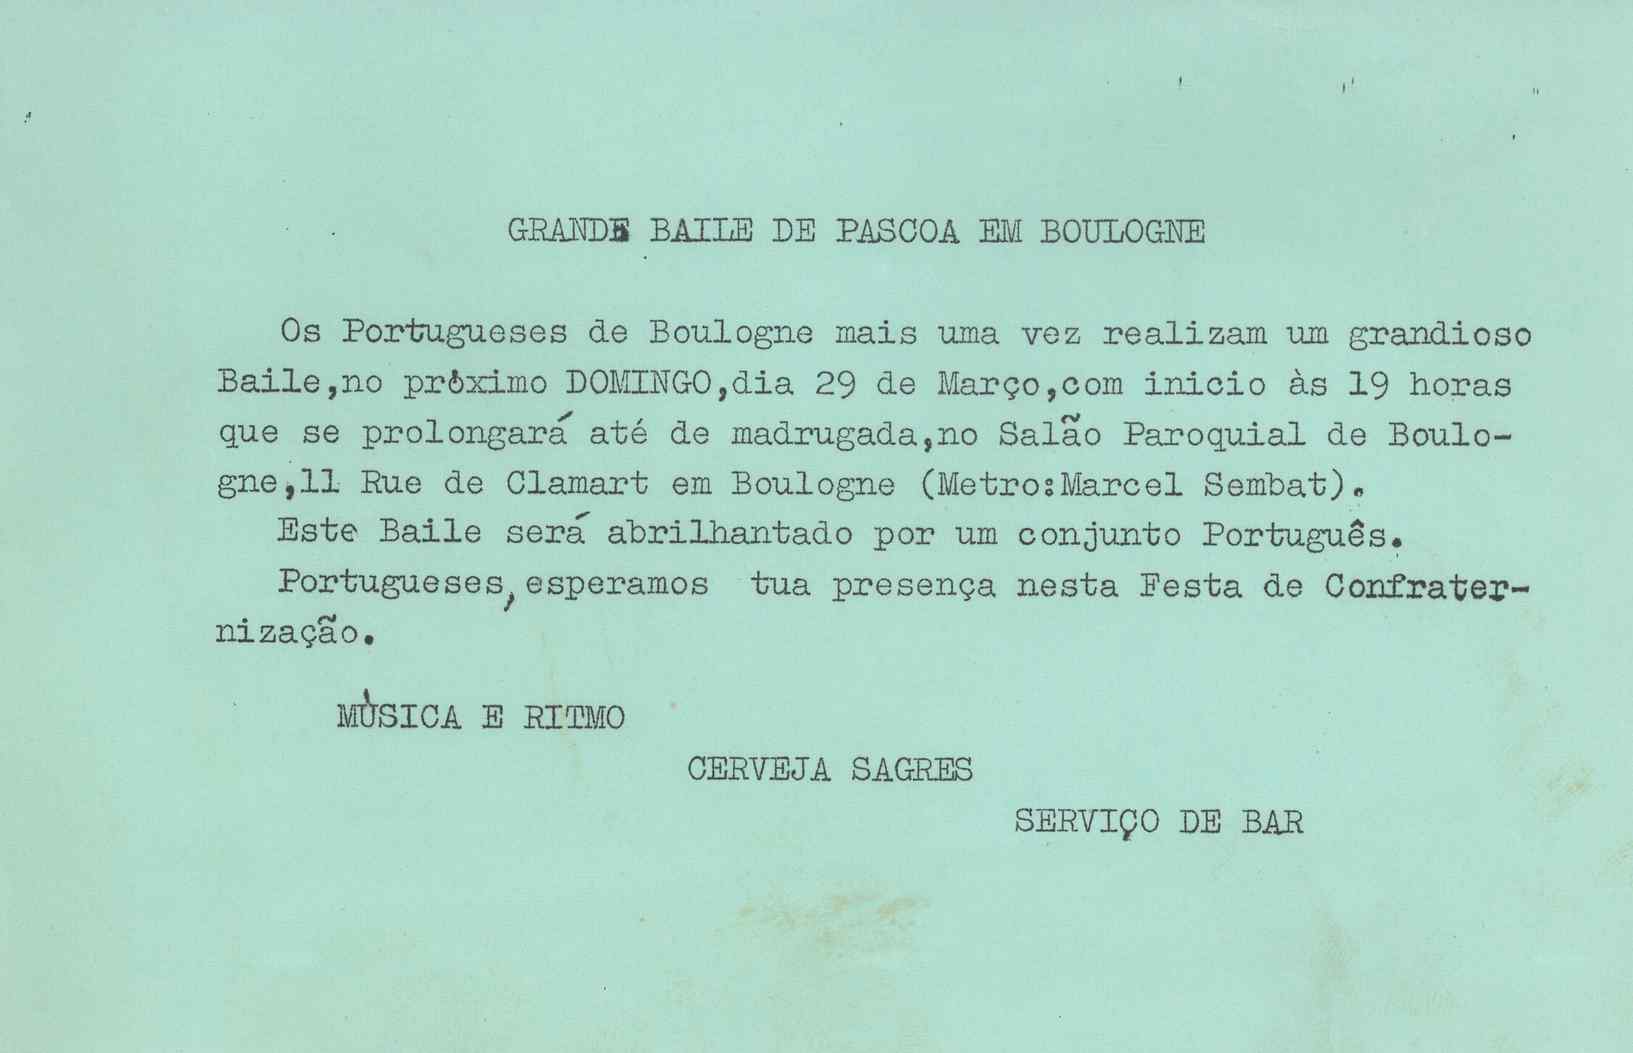 GRANDE BAILE DE PASCOA EM BOULOGNE
Os Portugueses de Boulogne mais uma vez realizam um grandioso
Baile,no próximo DOMINGO,dia 29 de Março,com inicio às 19 horas
que se prolongará até de madrugada,no Salão Paroquial de Boulo-
gne,11 Rue de Clamart em Boulogne (Metro:Marcel Sembat).
Este Baile será abrilhantado por um conjunto Português.
Portugueses, esperamos tua presença nesta Festa de Confrater-
nização.
MÙSICA E RITMO
CERVEJA SAGRES
SERVIÇO DE BAR